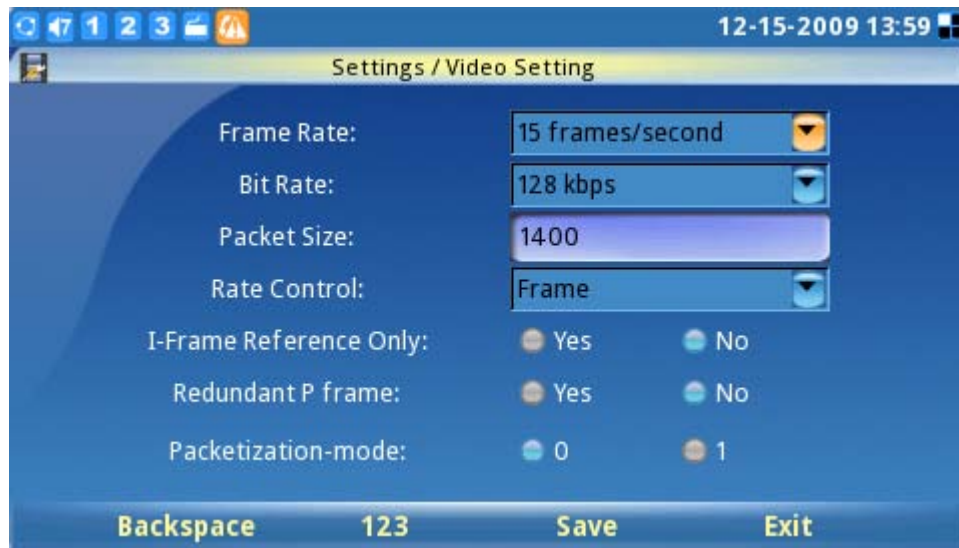 7 1 2 3 12-15-2009 13:59
Settings / Video Setting
Frame Rate: 15 frames/second
Bit Rate: 128 kbps
Packet Size: 1400
Rate Control: Frame
I-Frame Reference Only: Yes No
Redundant P frame: Yes No
Packetization-mode: 0 1
Backspace 123 Save Exit